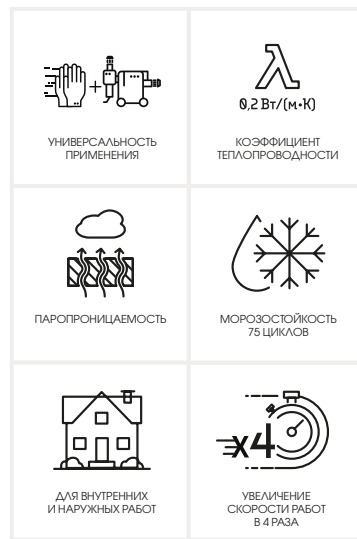 УНИВЕРСАЛЬНОСТЬ
ПРИМЕНЕНИЯ
λ
0,2 Вт/(м•К)
КОЭФФИЦИЕНТ
ТЕПЛОПРОВОДНОСТИ
ПАРОПРОНИЦАЕМОСТЬ
МОРОЗОСТОЙКОСТЬ
75 ЦИКЛОВ
ДЛЯ ВНУТРЕННИХ
И НАРУЖНЫХ РАБОТ
x4
УВЕЛИЧЕНИЕ
СКОРОСТИ РАБОТ
В 4 РАЗА